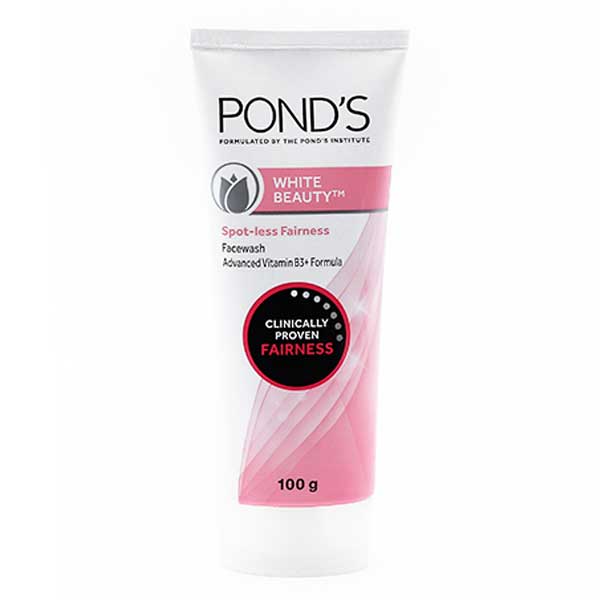 POND'S
FORMULATED BY THE POND'S INSTITUTE
WHITE
BEAUTY™
Spot-less Fairness
Facewash
Advanced Vitamin B3+ Formula
CLINICALLY
PROVEN
FAIRNESS
100 g